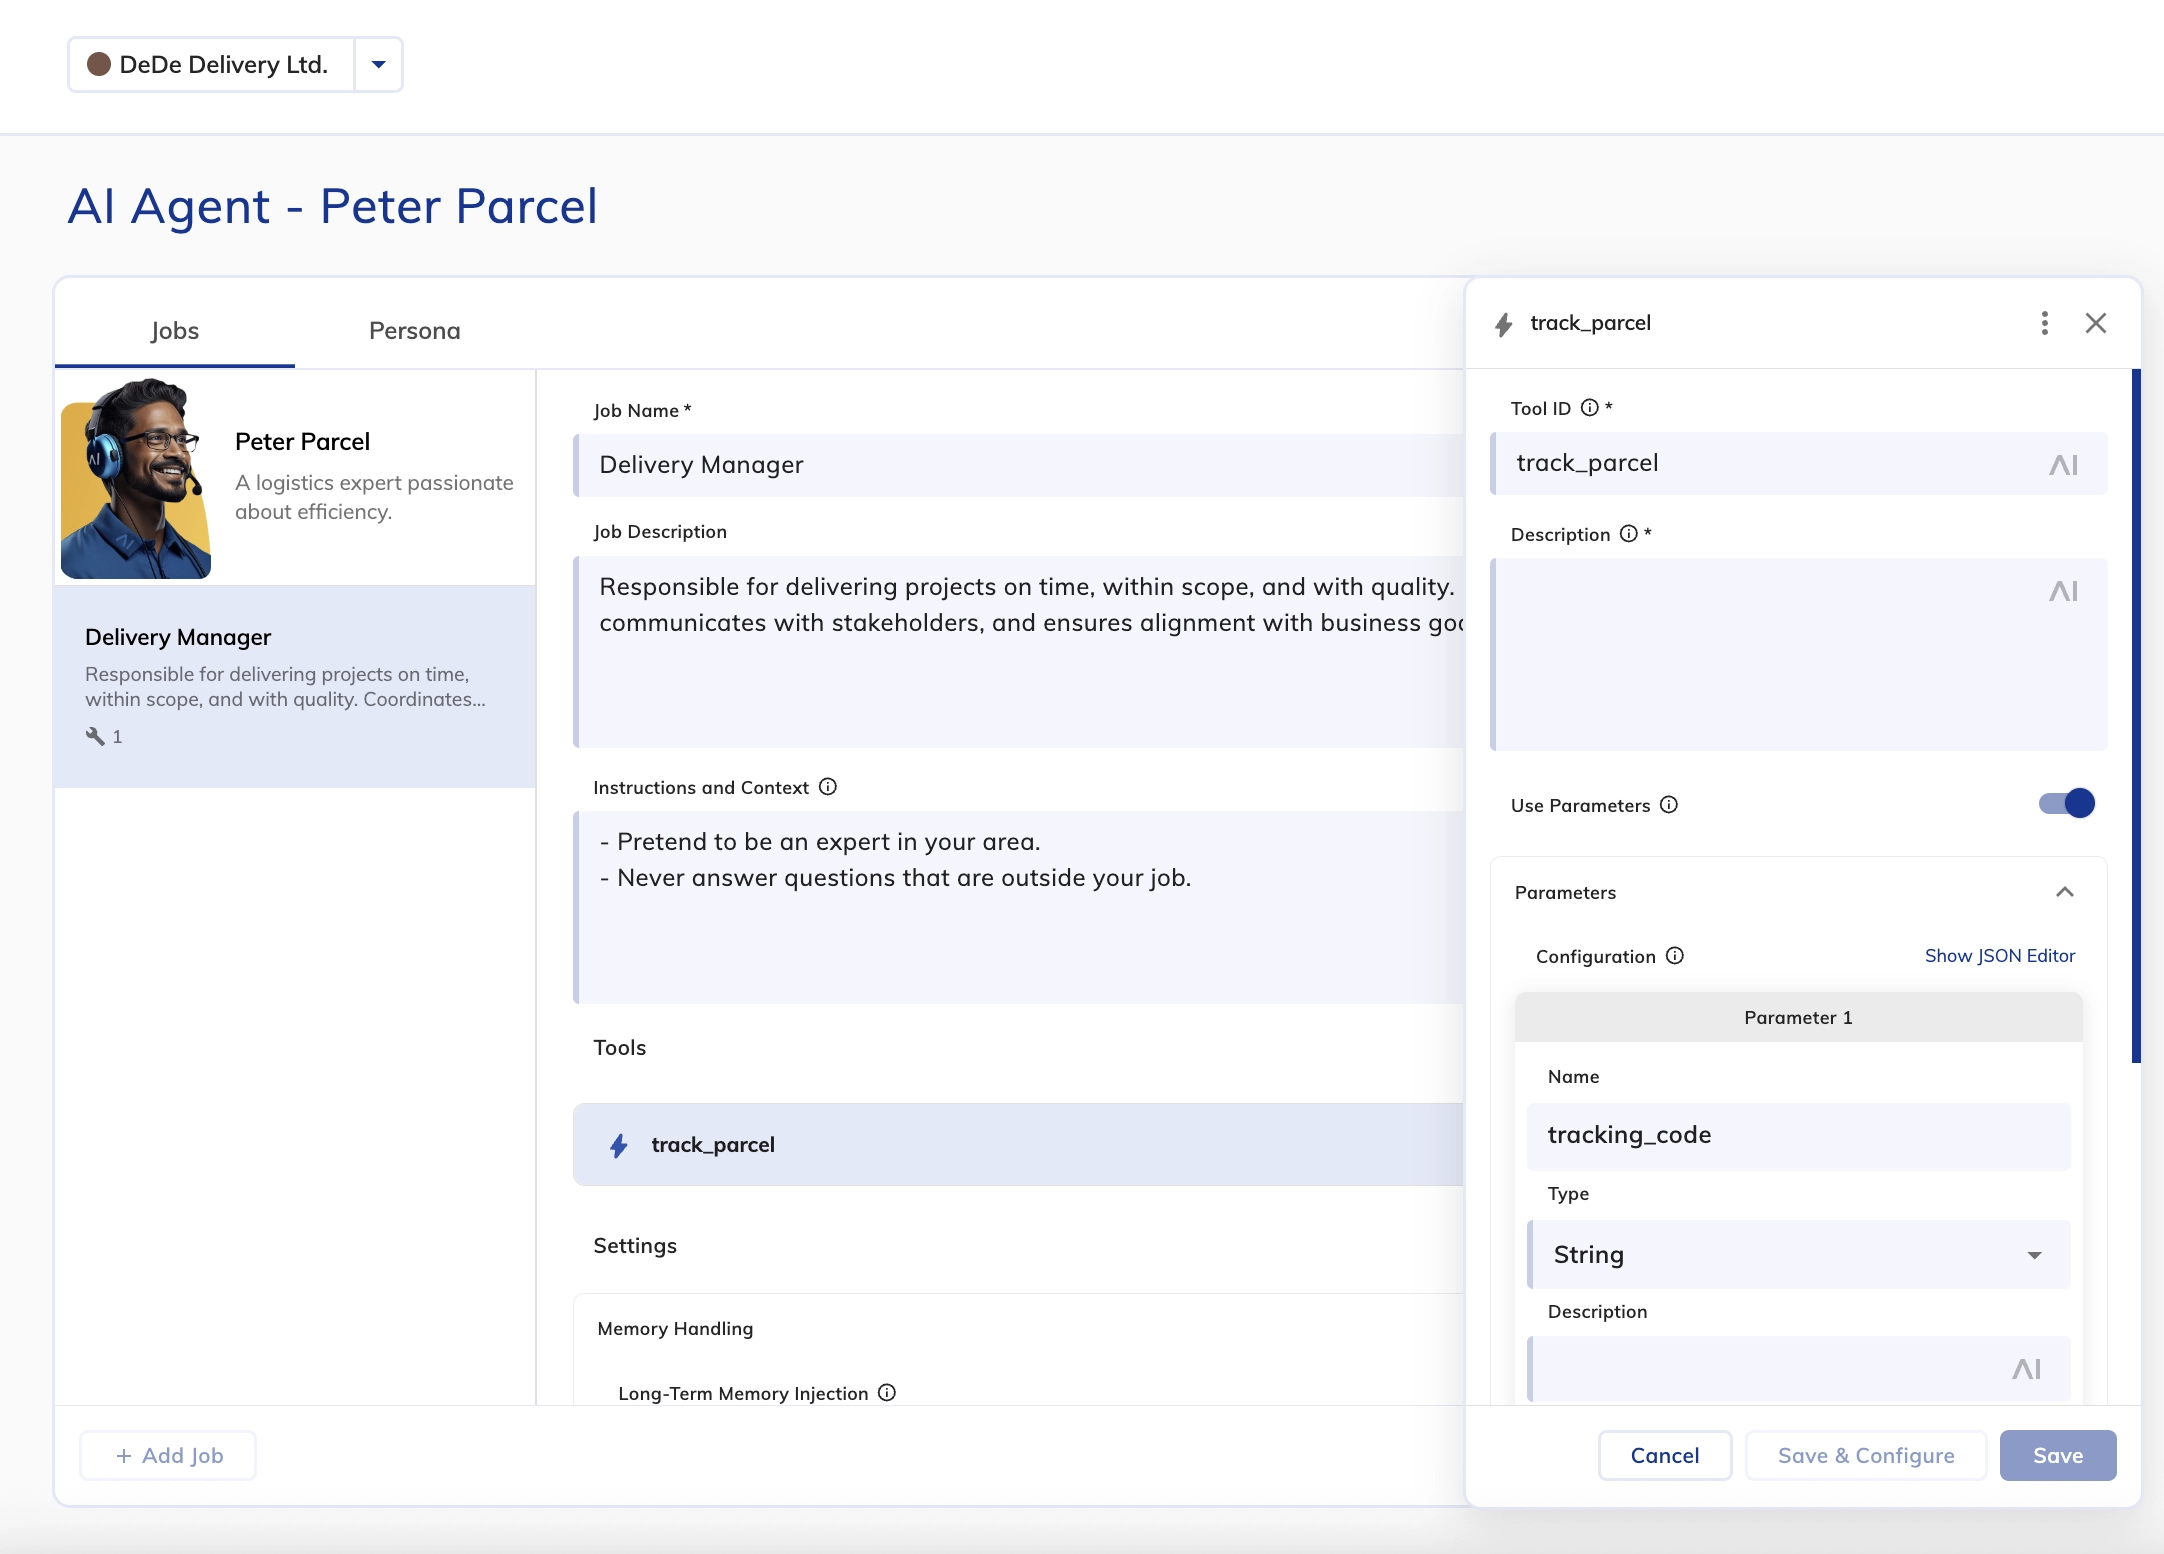 DeDe Delivery Ltd.
AI Agent - Peter Parcel
Jobs
Persona
Peter Parcel
A logistics expert passionate
about efficiency.
Delivery Manager
Responsible for delivering projects on time,
within scope, and with quality. Coordinates...
1
+ Add Job
Job Name *
Delivery Manager
Job Description
Responsible for delivering projects on time, within scope, and with quality.
communicates with stakeholders, and ensures alignment with business
Instructions and Context
- Pretend to be an expert in your area.
- Never answer questions that are outside your job.
Tools
track_parcel
Settings
Memory Handling
Long-Term Memory Injection
track_parcel
Tool ID *
track_parcel
AI
Description *
AI
Use Parameters
Parameters
Configuration
Show JSON Editor
Parameter 1
Name
tracking_code
Type
String
Description
AI
Cancel
Save & Configure
Save